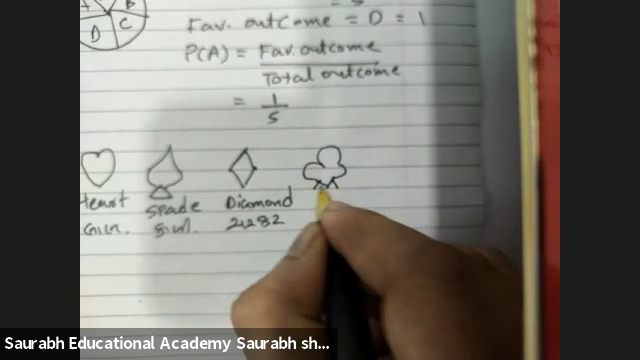 A B
D C
Fav. outcome = D = 1
P(A) = Fav. outcome
Total outcome
= 1
5
Heart Spade Diamond
Saurabh Educational Academy Saurabh sh...